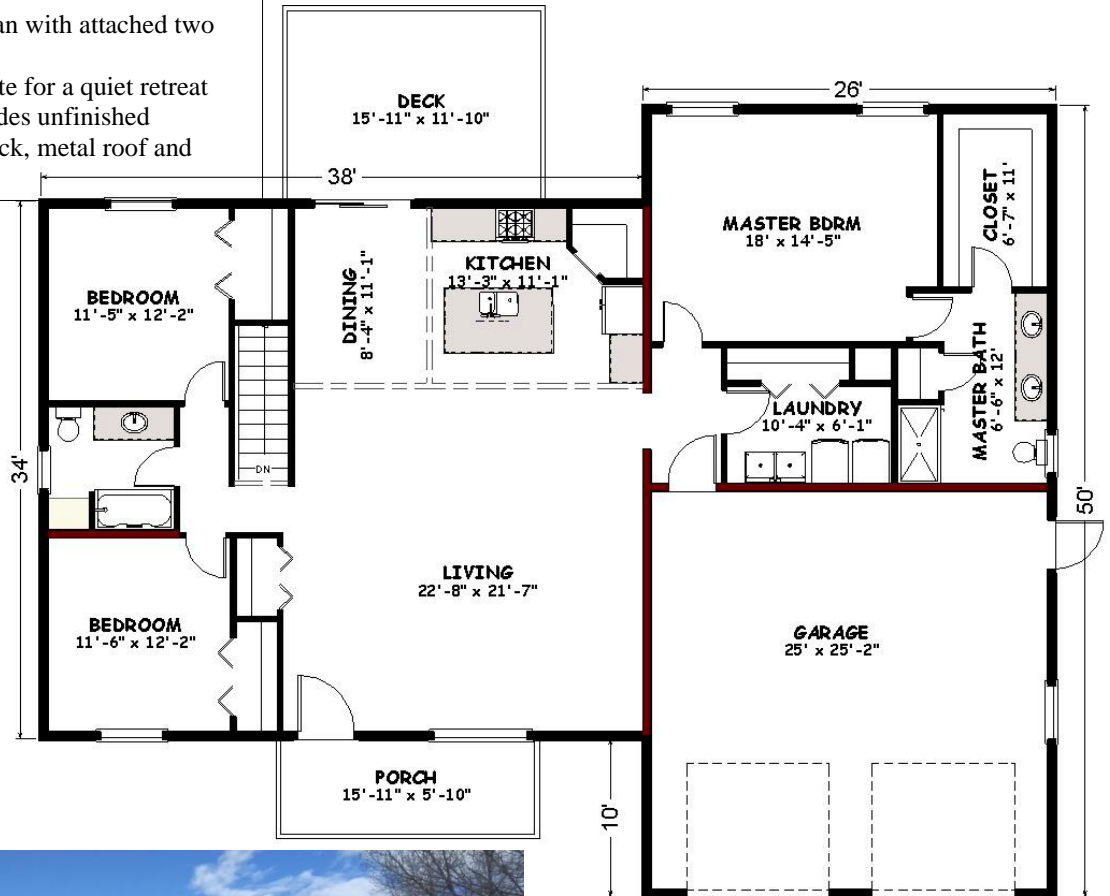 an with attached two
te for a quiet retreat
des unfinished
ck, metal roof and
DECK
15'-11" x 11'-10"
26'
38'
MASTER BDRM
18' x 14'-5"
CLOSET
6'-7" x 11'
BEDROOM
11'-5" x 12'-2"
DINING
8'-4" x 11'-1"
KITCHEN
13'-3" x 11'-1"
MASTER BATH
6'-6" x 12'
LAUNDRY
10'-4" x 6'-1"
34'
DN
50'
LIVING
22'-8" x 21'-7"
BEDROOM
11'-6" x 12'-2"
GARAGE
25' x 25'-2"
PORCH
15'-11" x 5'-10"
10'